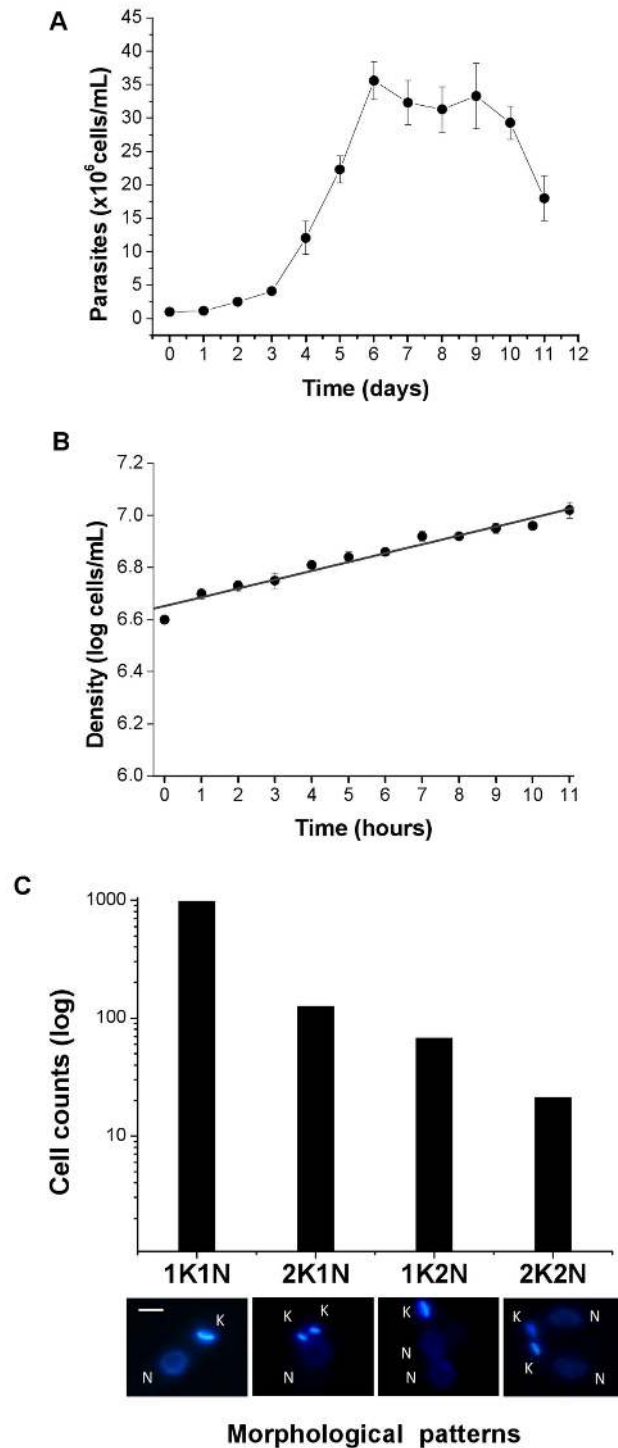 A
45
40
35
30
25
20
15
10
5
0
Parasites (x10⁶cells/mL)
0 1 2 3 4 5 6 7 8 9 10 11 12
Time (days)
B
7.2
7.0
6.8
6.6
6.4
6.2
6.0
Density (log cells/mL)
0 1 2 3 4 5 6 7 8 9 10 11
Time (hours)
C
1000
100
10
Cell counts (log)
1K1N 2K1N 1K2N 2K2N
K N
K K N
K N N
K K N N
Morphological patterns